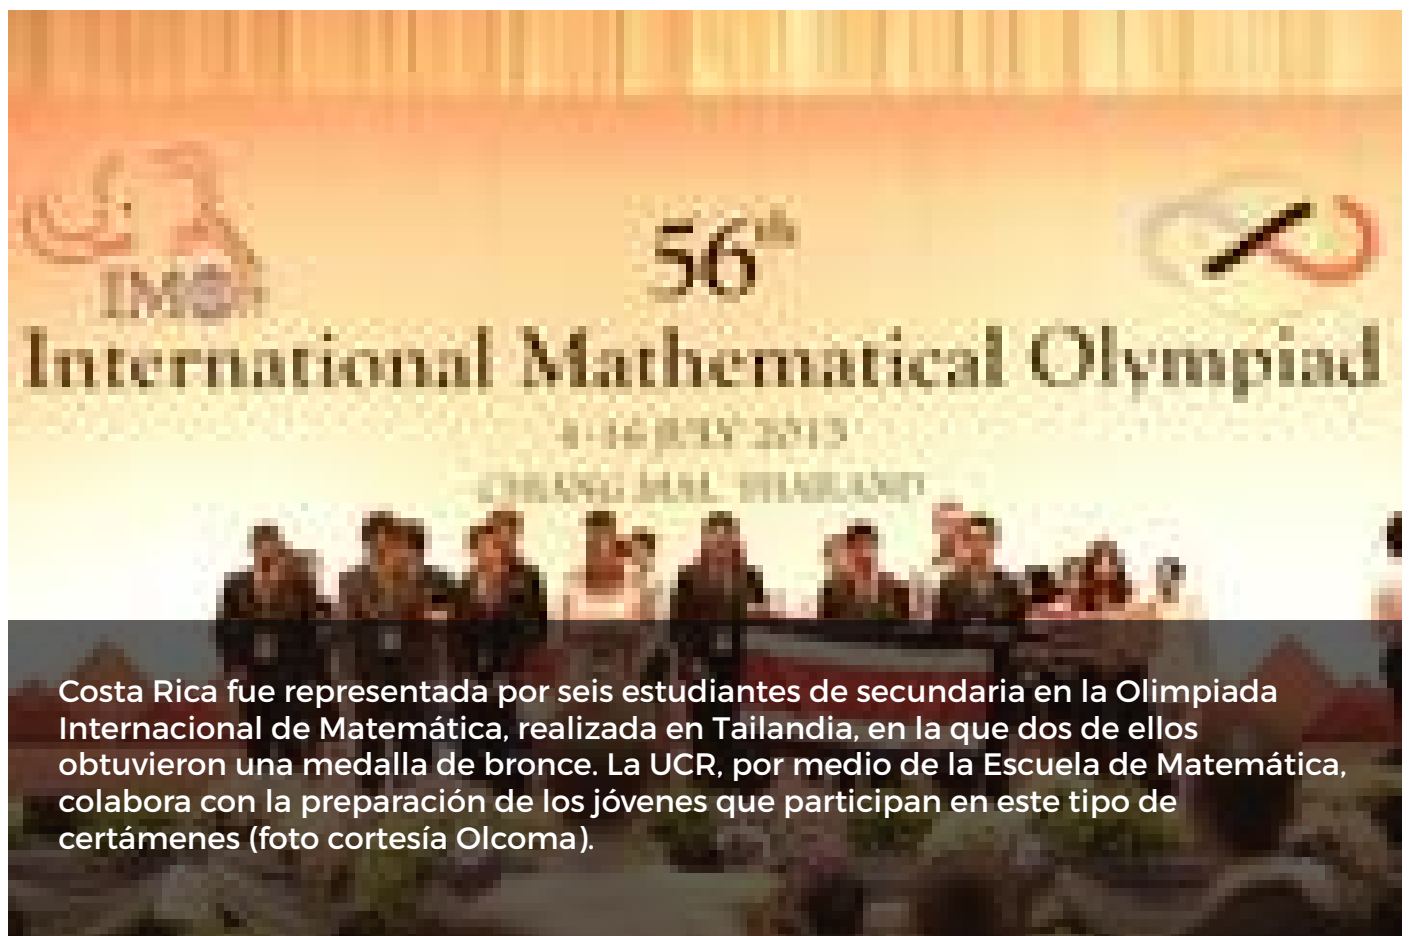 IMO
56th
International Mathematical Olympiad
CHIANG MAI, THAILAND
Costa Rica fue representada por seis estudiantes de secundaria en la Olimpiada
Internacional de Matemática, realizada en Tailandia, en la que dos de ellos
obtuvieron una medalla de bronce. La UCR, por medio de la Escuela de Matemática,
colabora con la preparación de los jóvenes que participan en este tipo de
certámenes (foto cortesía Olcoma).